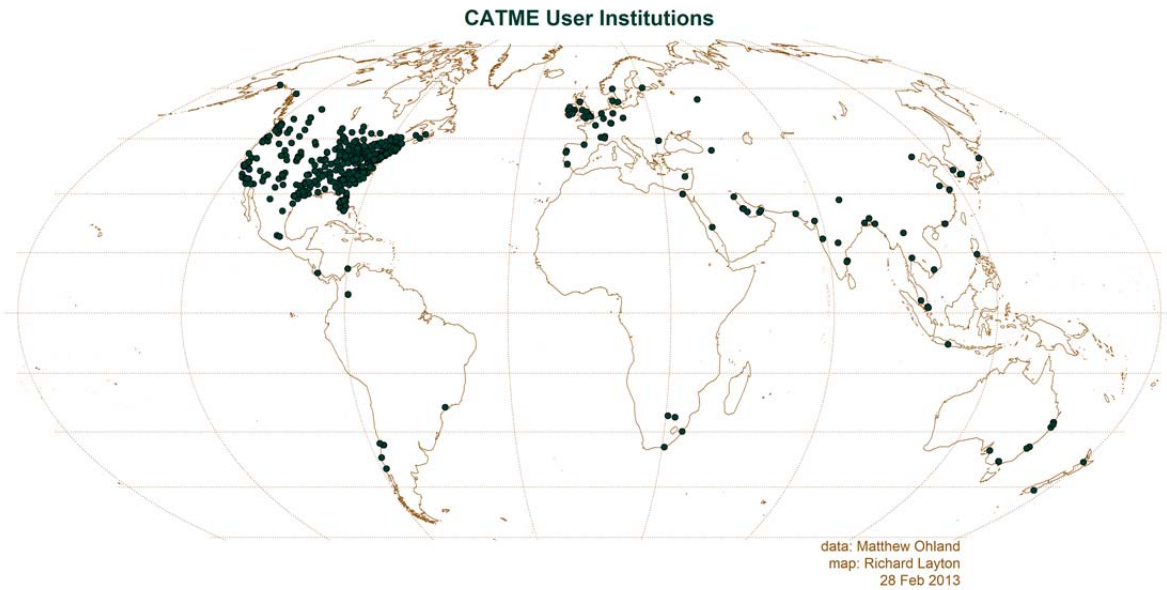 CATME User Institutions
data: Matthew Ohland
map: Richard Layton
28 Feb 2013